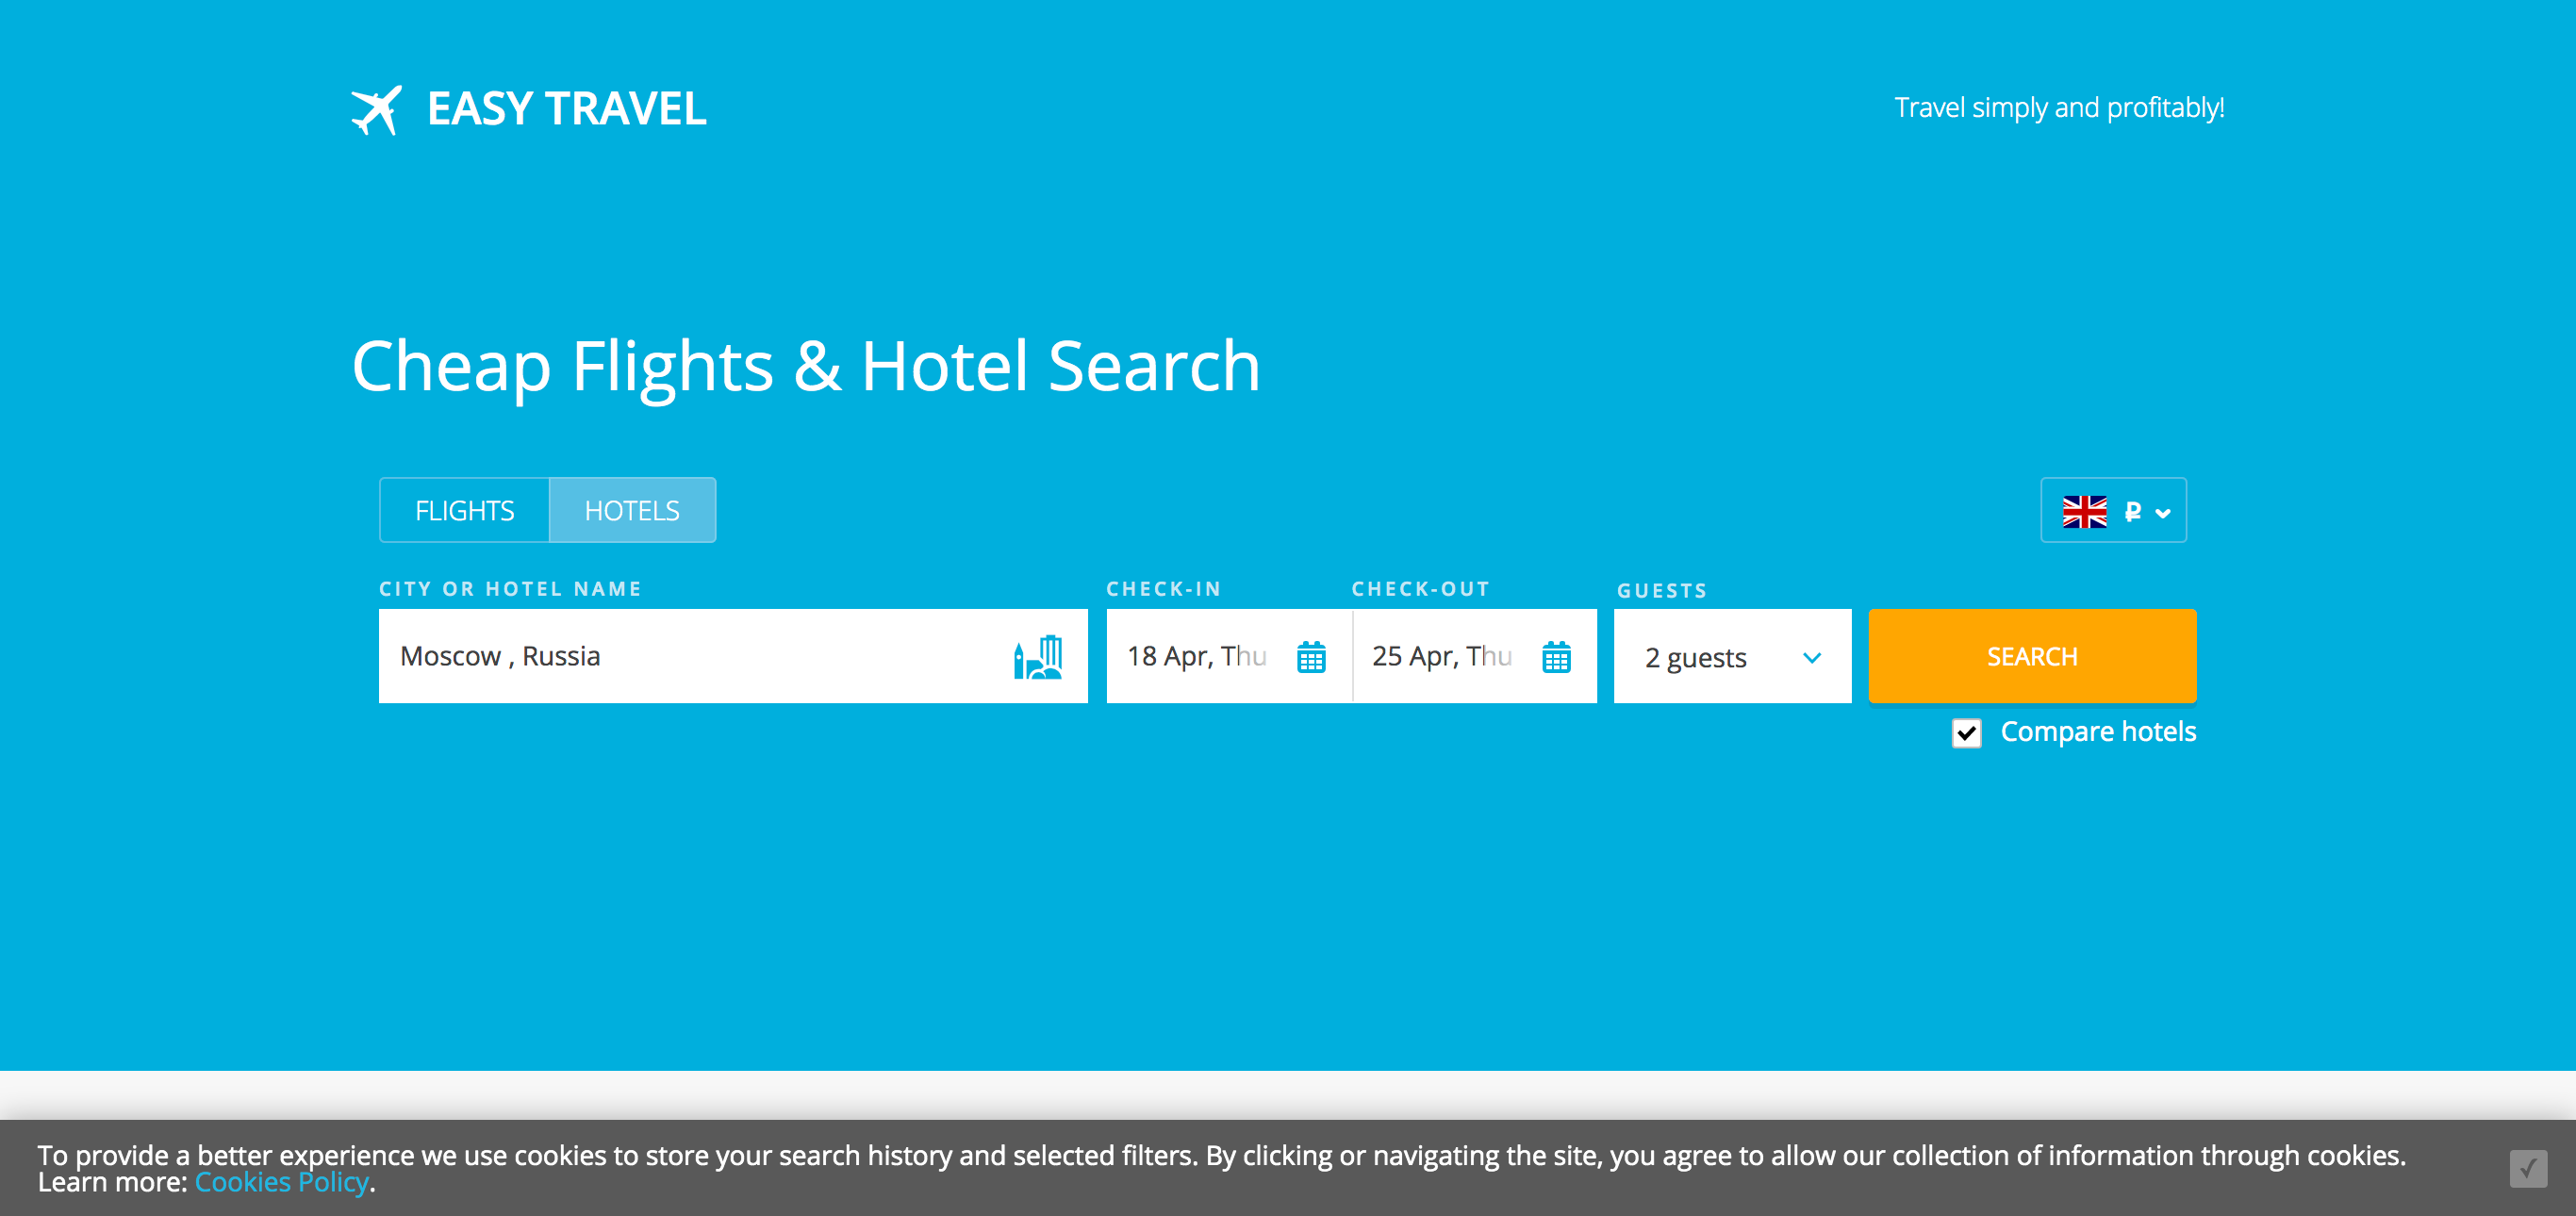 EASY TRAVEL
Travel simply and profitably!
Cheap Flights & Hotel Search
FLIGHTS
HOTELS
₽
CITY OR HOTEL NAME
CHECK-IN
CHECK-OUT
GUESTS
Moscow , Russia
18 Apr, Thu
25 Apr, Thu
2 guests
SEARCH
Compare hotels
To provide a better experience we use cookies to store your search history and selected filters. By clicking or navigating the site, you agree to allow our collection of information through cookies.
Learn more: Cookies Policy.